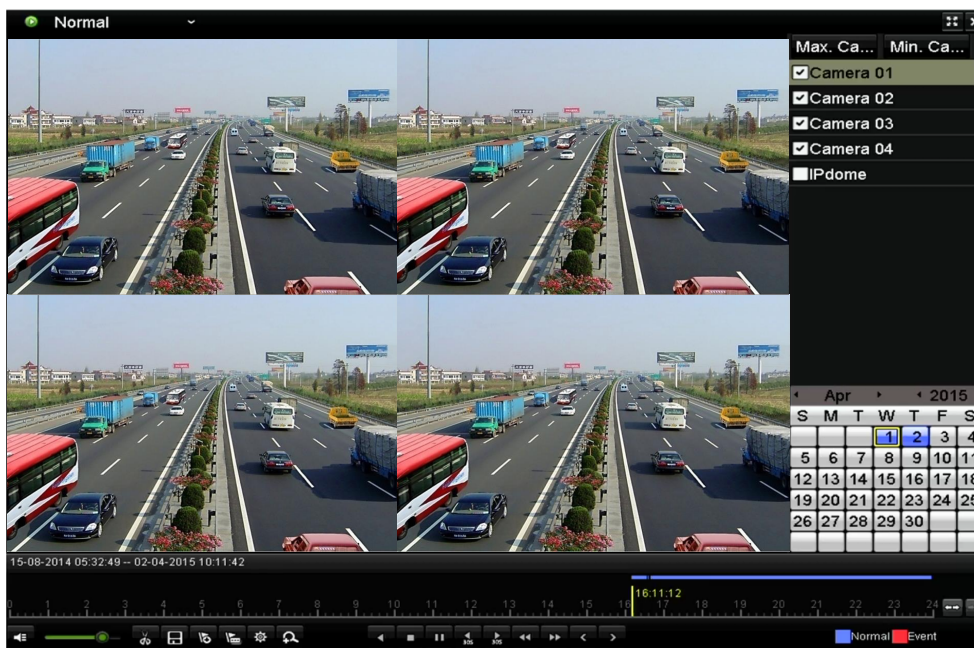 Normal
Max. Ca... Min. Ca...
Camera 01
Camera 02
Camera 03
Camera 04
IPdome
Apr 2015
S M T W T F S
1 2 3 4
5 6 7 8 9 10 11
12 13 14 15 16 17 18
19 20 21 22 23 24 25
26 27 28 29 30
15-08-2014 05:32:49 -- 02-04-2015 10:11:42
16:11:12
0 1 2 3 4 5 6 7 8 9 10 11 12 13 14 15 16 17 18 19 20 21 22 23 24
30S 30S
Normal Event